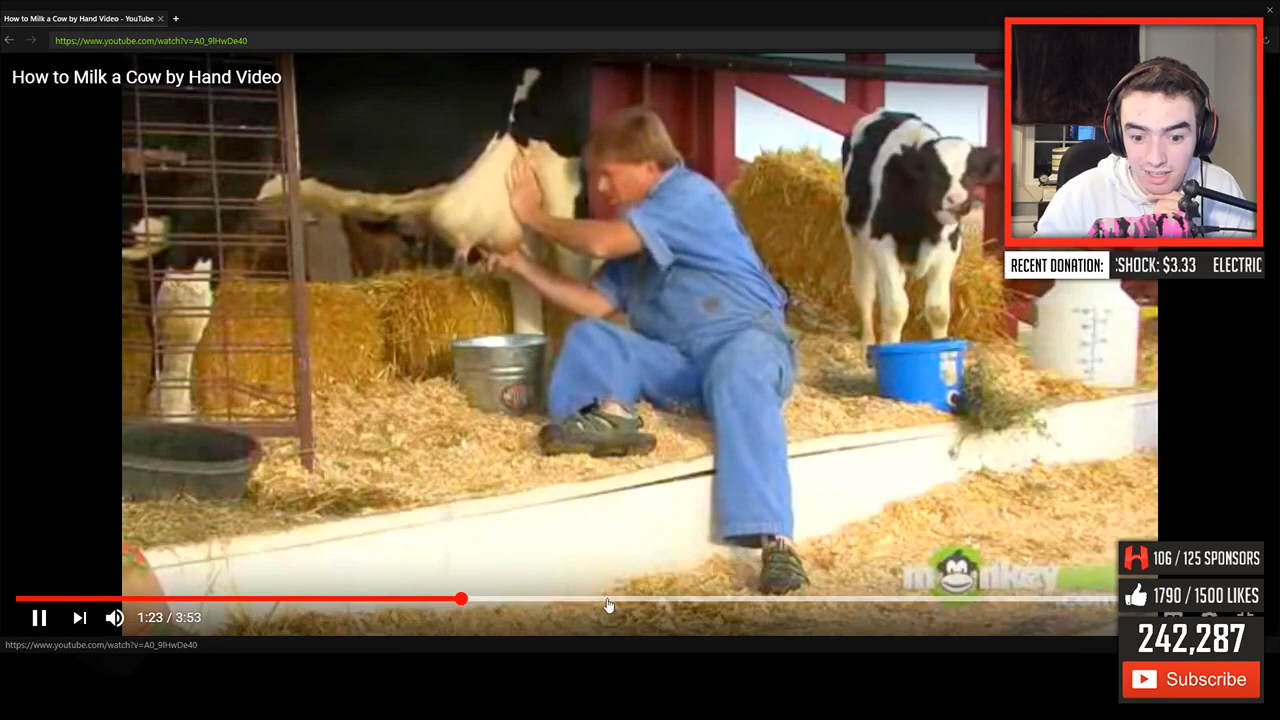 How to Milk a Cow by Hand Video - YouTube
https://www.youtube.com/watch?v=A0_9lHwDe40
How to Milk a Cow by Hand Video
RECENT DONATION: 'SHOCK: $3.33 ELECTRIC
106 / 125 SPONSORS
1790 / 1500 LIKES
1:23 / 3:53
242,287
https://www.youtube.com/watch?v=A0_9lHwDe40
Subscribe